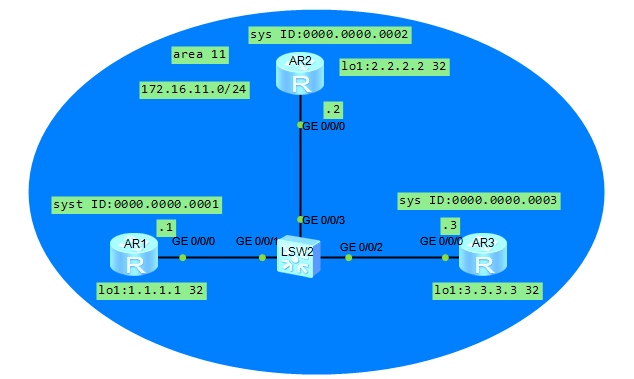 sys ID:0000.0000.0002
area 11
AR2
R
lo1:2.2.2.2 32
172.16.11.0/24
.2
GE 0/0/0
syst ID:0000.0000.0001
sys ID:0000.0000.0003
.1
GE 0/0/3
.3
AR1
R
GE 0/0/0
GE 0/0/1
LSW2
GE 0/0/2
GE 0/0/0
AR3
R
lo1:1.1.1.1 32
lo1:3.3.3.3 32